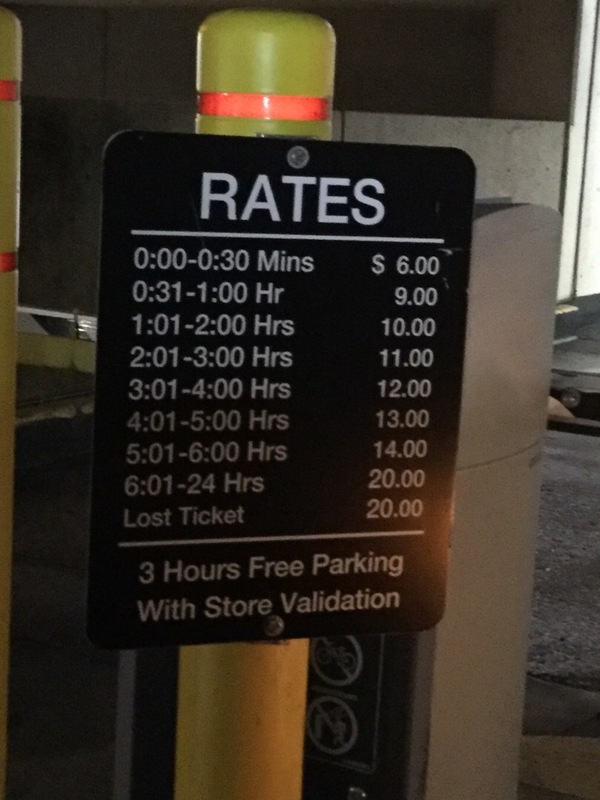 RATES
0:00-0:30 Mins $ 6.00
0:31-1:00 Hr 9.00
1:01-2:00 Hrs 10.00
2:01-3:00 Hrs 11.00
3:01-4:00 Hrs 12.00
4:01-5:00 Hrs 13.00
5:01-6:00 Hrs 14.00
6:01-24 Hrs 20.00
Lost Ticket 20.00
3 Hours Free Parking
With Store Validation